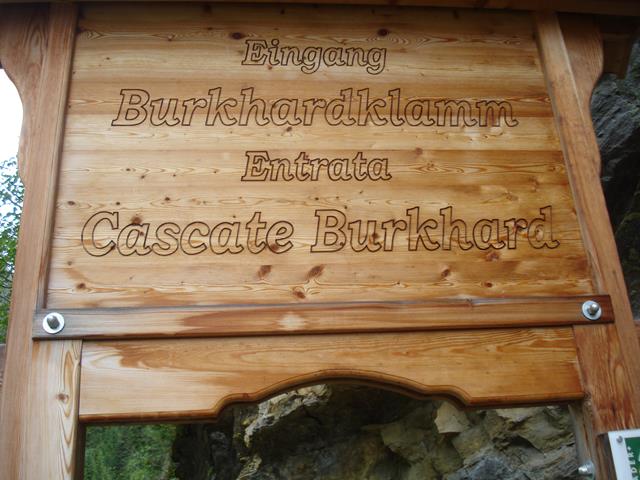 Eingang
Burkhardklamm
Entrata
Cascate Burkhard